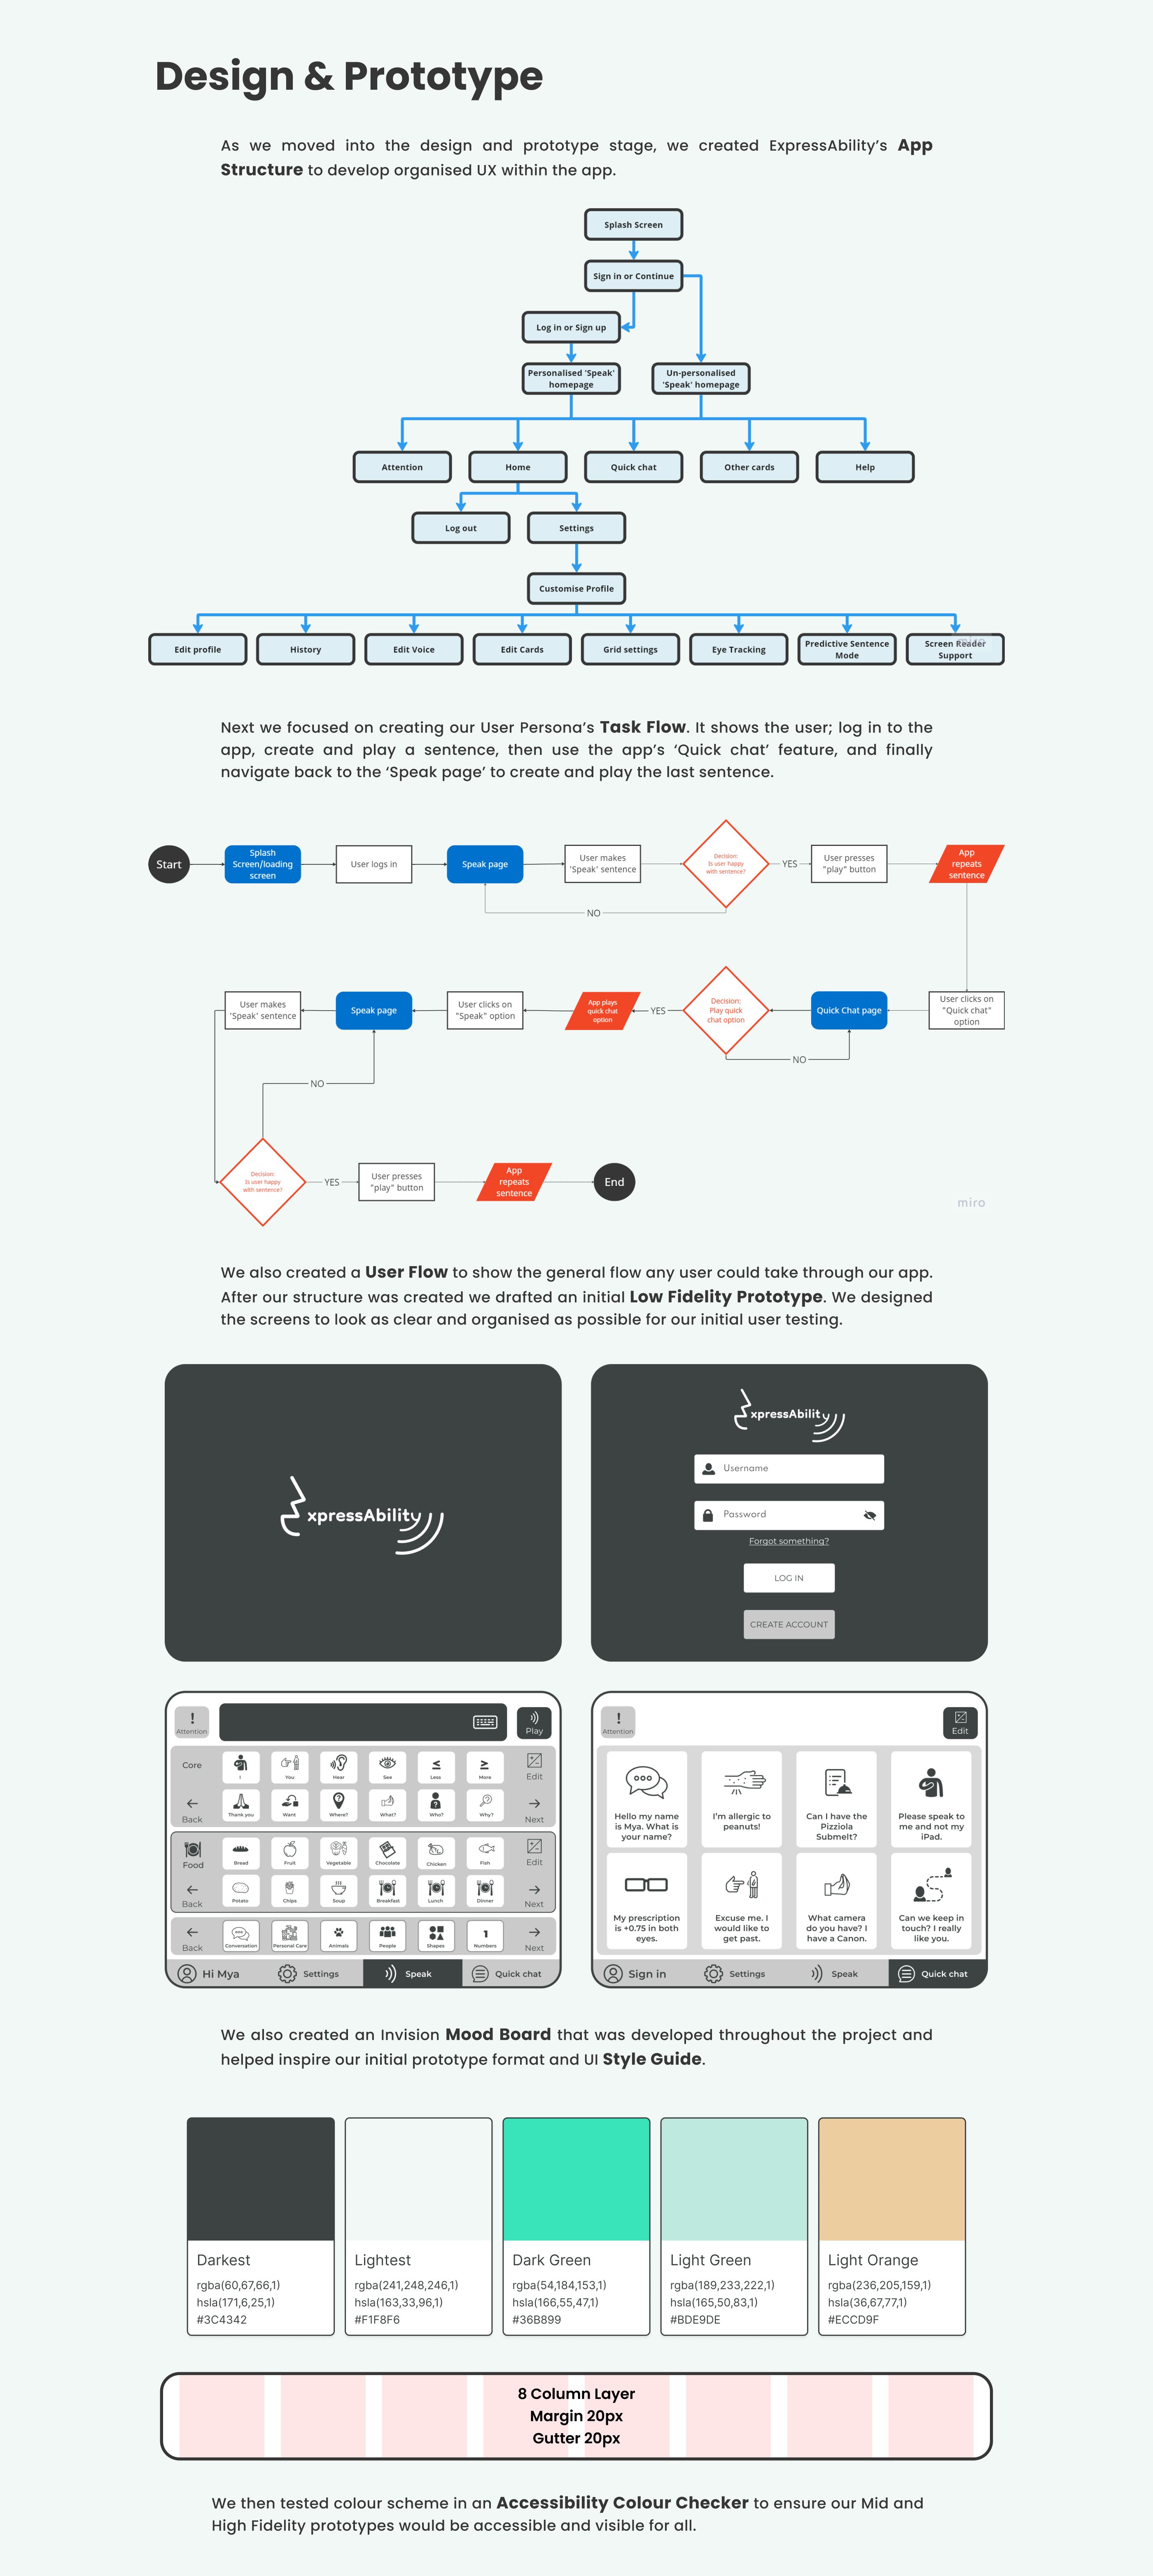 Design & Prototype
As we moved into the design and prototype stage, we created ExpressAbility's App
Structure to develop organised UX within the app.
Splash Screen
Sign in or Continue
Log in or Sign up
Personalised 'Speak'
homepage
Un-personalised
'Speak' homepage
Attention
Home
Quick chat
Other cards
Help
Log out
Settings
Customise Profile
Edit profile
History
Edit Voice
Edit Cards
Grid settings
Eye Tracking
Predictive Sentence
Mode
Screen Reader
Support
miro
Next we focused on creating our User Persona's Task Flow. It shows the user; log in to the
app, create and play a sentence, then use the app's 'Quick chat' feature, and finally
navigate back to the 'Speak page' to create and play the last sentence.
Start
Splash
Screen/loading
screen
User logs in
Speak page
User makes
'Speak' sentence
Decision:
Is user happy
with sentence?
YES
User presses
"play" button
App
repeats
sentence
NO
User makes
'Speak' sentence
Speak page
User clicks on
"Speak" option
App plays
quick chat
option
YES
Decision:
Play quick
chat option
Quick Chat page
User clicks on
"Quick chat"
option
NO
NO
Decision:
Is user happy
with sentence?
YES
User presses
"play" button
App
repeats
sentence
End
miro
We also created a User Flow to show the general flow any user could take through our app.
After our structure was created we drafted an initial Low Fidelity Prototype. We designed
the screens to look as clear and organised as possible for our initial user testing.
xpressAbility
xpressAbility
Username
Password
Forgot something?
LOG IN
CREATE ACCOUNT
! Attention
Play
Core
I
You
Hear
See
Less
More
Edit
Back
Thank you
Want
Where?
What?
Who?
Why?
Next
Food
Bread
Fruit
Vegetable
Chocolate
Chicken
Fish
Edit
Back
Potato
Chips
Soup
Breakfast
Lunch
Dinner
Next
Back
Conversation
Personal Care
Animals
People
Shapes
1
Numbers
Next
Hi Mya
Settings
Speak
Quick chat
! Attention
Edit
Hello my name
is Mya. What is
your name?
I'm allergic to
peanuts!
Can I have the
Pizziola
Submelt?
Please speak to
me and not my
iPad.
My prescription
is +0.75 in both
eyes.
Excuse me. I
would like to
get past.
What camera
do you have? I
have a Canon.
Can we keep in
touch? I really
like you.
Sign in
Settings
Speak
Quick chat
We also created an Invision Mood Board that was developed throughout the project and
helped inspire our initial prototype format and UI Style Guide.
Darkest
rgba(60,67,66,1)
hsla(171,6,25,1)
#3C4342
Lightest
rgba(241,248,246,1)
hsla(163,33,96,1)
#F1F8F6
Dark Green
rgba(54,184,153,1)
hsla(166,55,47,1)
#36B899
Light Green
rgba(189,233,222,1)
hsla(165,50,83,1)
#BDE9DE
Light Orange
rgba(236,205,159,1)
hsla(36,67,77,1)
#ECCD9F
8 Column Layer
Margin 20px
Gutter 20px
We then tested colour scheme in an Accessibility Colour Checker to ensure our Mid and
High Fidelity prototypes would be accessible and visible for all.